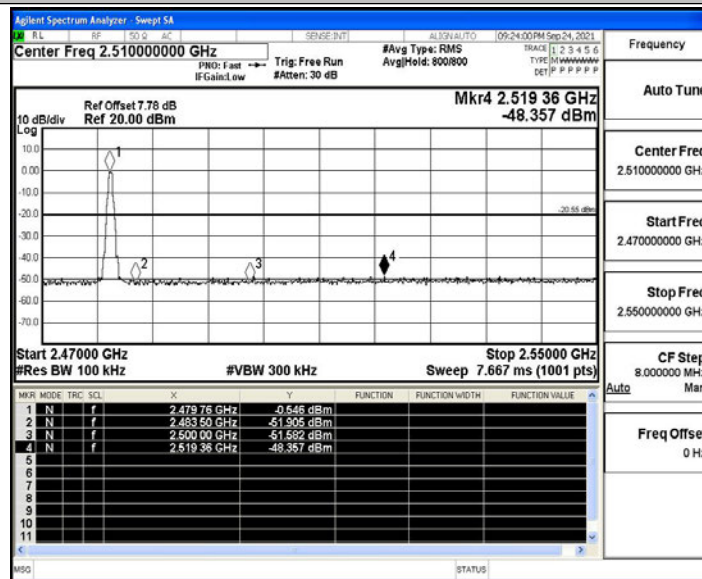 Agilent Spectrum Analyzer - Swept SA
RL RF 50 Ω AC SENSE:INT ALIGNAUTO 09:24:00 PM Sep 24, 2021
Center Freq 2.510000000 GHz
PNO: Fast
IFGain:Low
Trig: Free Run
#Atten: 30 dB
#Avg Type: RMS
Avg|Hold: 800/800
TRACE 1 2 3 4 5 6
TYPE M W W W W W
DET P P P P P P
Ref Offset 7.78 dB
10 dB/div Ref 20.00 dBm
Mkr4 2.519 36 GHz
-48.357 dBm
Log
10.0
0.00
-10.0
-20.0
-30.0
-40.0
-50.0
-60.0
-70.0
1
2
3
4
-20.55 dBm
Start 2.47000 GHz Stop 2.55000 GHz
#Res BW 100 kHz #VBW 300 kHz Sweep 7.667 ms (1001 pts)
MKR MODE TRC SCL X Y FUNCTION FUNCTION WIDTH FUNCTION VALUE
1 N f 2.479 76 GHz -0.546 dBm
2 N f 2.483 50 GHz -51.905 dBm
3 N f 2.500 00 GHz -51.582 dBm
4 N f 2.519 36 GHz -48.357 dBm
5
6
7
8
9
10
11
MSG STATUS
Frequency
Auto Tune
Center Freq
2.510000000 GHz
Start Freq
2.470000000 GHz
Stop Freq
2.550000000 GHz
CF Step
8.000000 MHz
Auto Man
Freq Offset
0 Hz